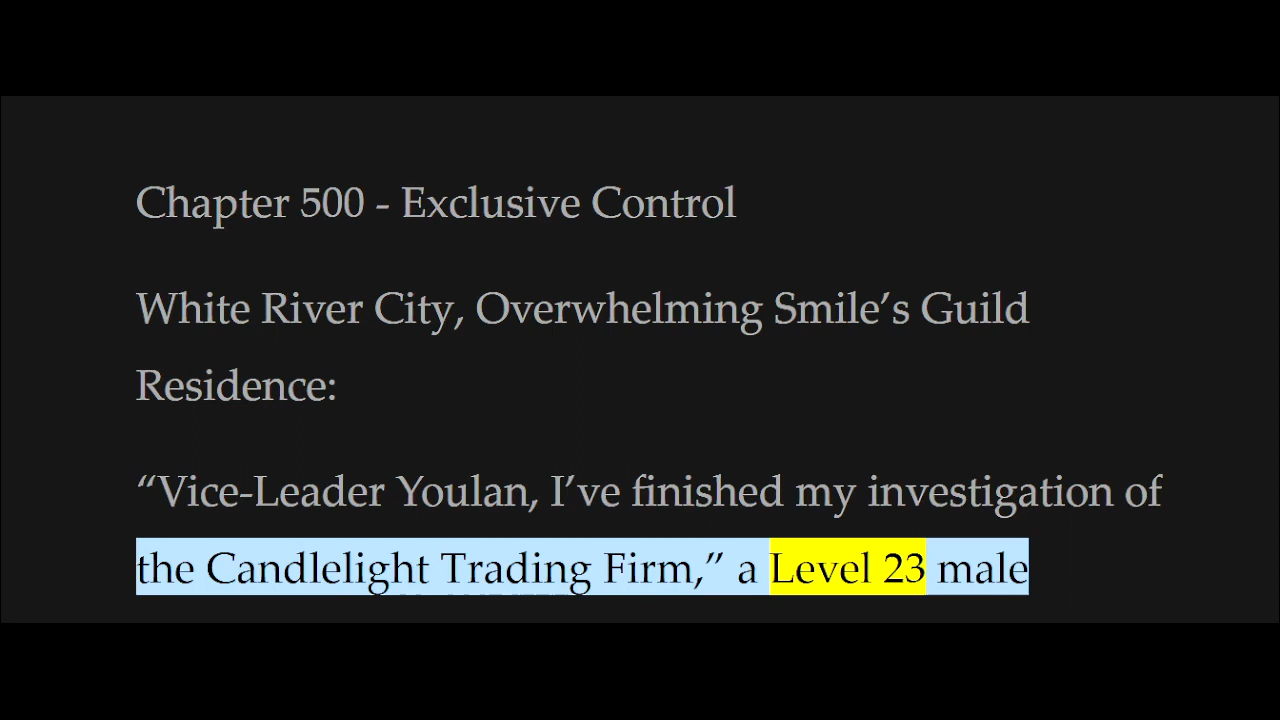 Chapter 500 - Exclusive Control
White River City, Overwhelming Smile’s Guild
Residence:
“Vice-Leader Youlan, I’ve finished my investigation of
the Candlelight Trading Firm,” a Level 23 male